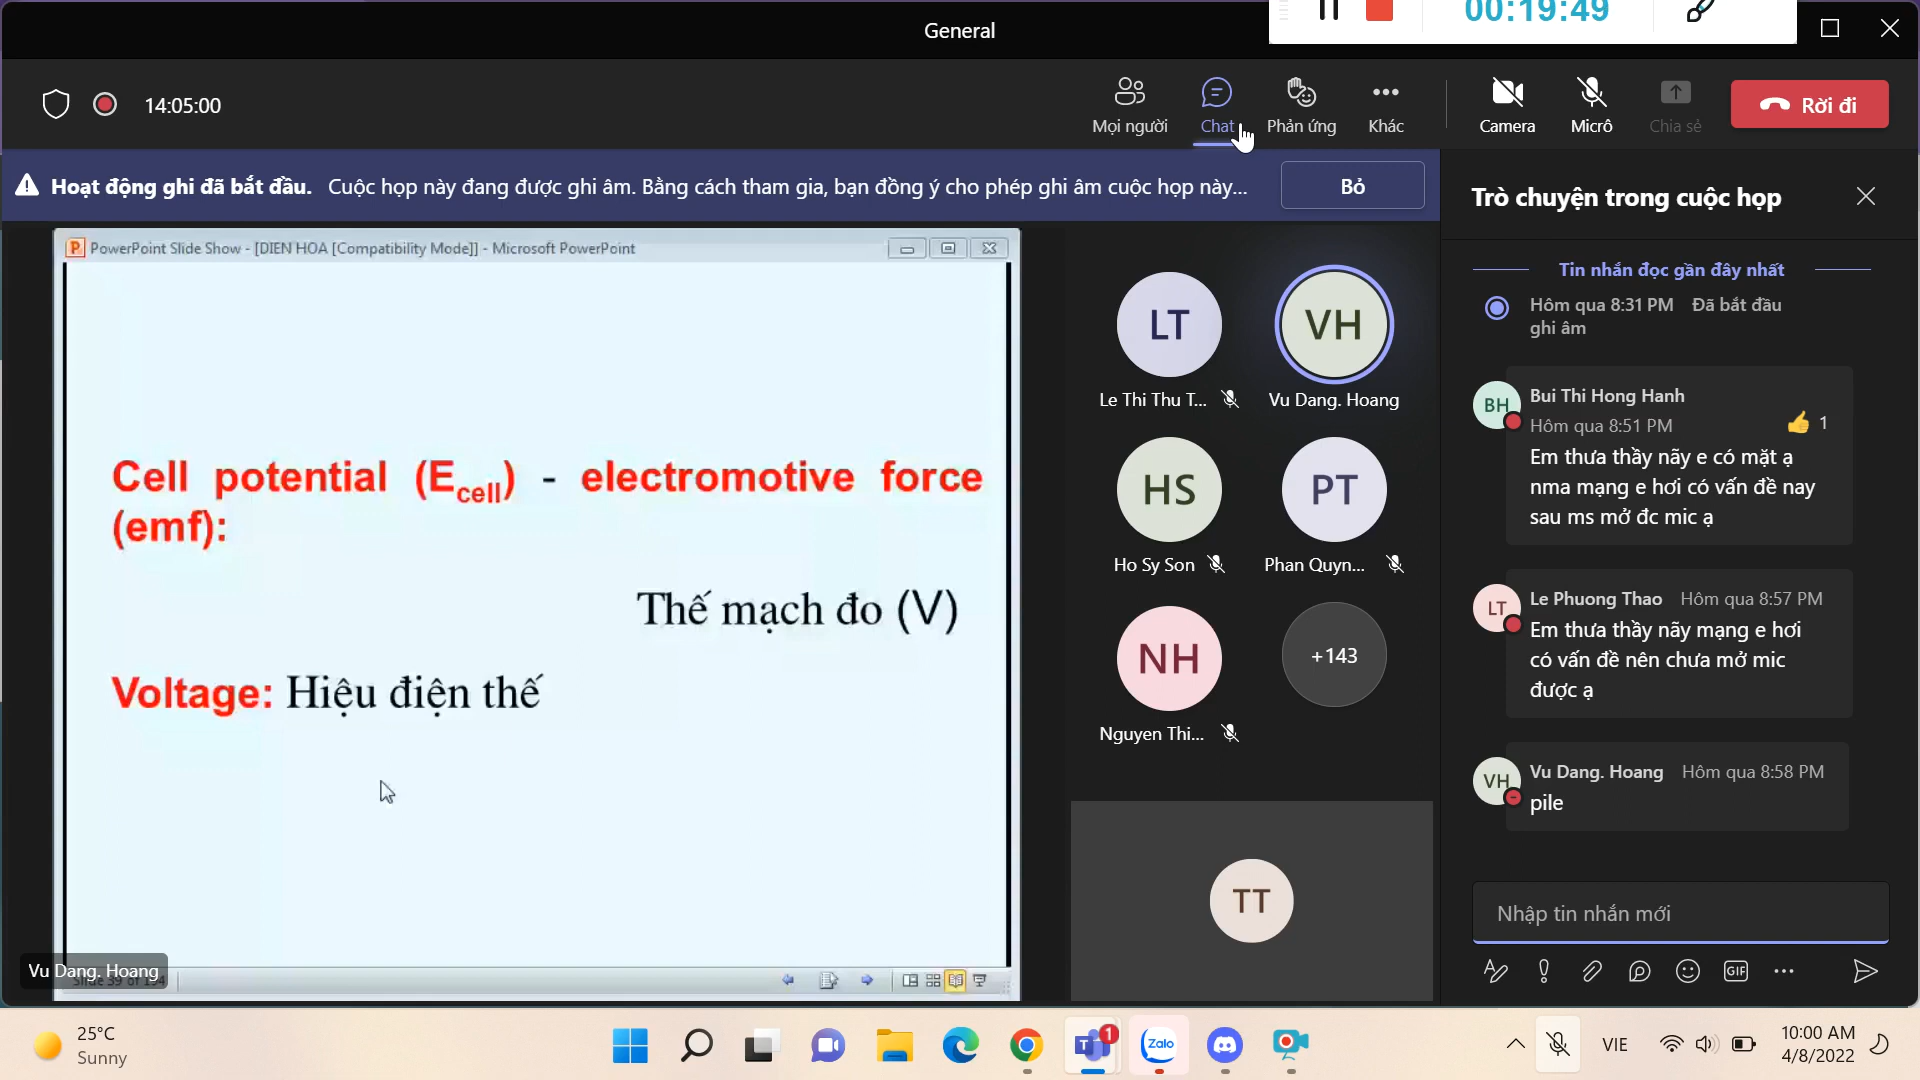 General
00:19:49
14:05:00
Mọi người
Chat
Phản ứng
Khác
Camera
Micrô
Chia sẻ
Rời đi
Hoạt động ghi đã bắt đầu. Cuộc họp này đang được ghi âm. Bằng cách tham gia, bạn đồng ý cho phép ghi âm cuộc họp này...
Bỏ
PowerPoint Slide Show - [DIEN HOA [Compatibility Mode]] - Microsoft PowerPoint
Cell potential (Ecell) - electromotive force
(emf):
Thế mạch đo (V)
Voltage: Hiệu điện thế
Vu Dang. Hoang
LT
Le Thi Thu T...
VH
Vu Dang. Hoang
HS
Ho Sy Son
PT
Phan Quyn...
NH
Nguyen Thi...
+143
TT
Trò chuyện trong cuộc họp
Tin nhắn đọc gần đây nhất
Hôm qua 8:31 PM Đã bắt đầu
ghi âm
BH
Bui Thi Hong Hanh
Hôm qua 8:51 PM
1
Em thưa thầy nãy e có mặt ạ
nma mạng e hơi có vấn đề nay
sau ms mở đc mic ạ
LT
Le Phuong Thao Hôm qua 8:57 PM
Em thưa thầy nãy mạng e hơi
có vấn đề nên chưa mở mic
được ạ
VH
Vu Dang. Hoang Hôm qua 8:58 PM
pile
Nhập tin nhắn mới
GIF
25°C
Sunny
1
Zalo
VIE
10:00 AM
4/8/2022